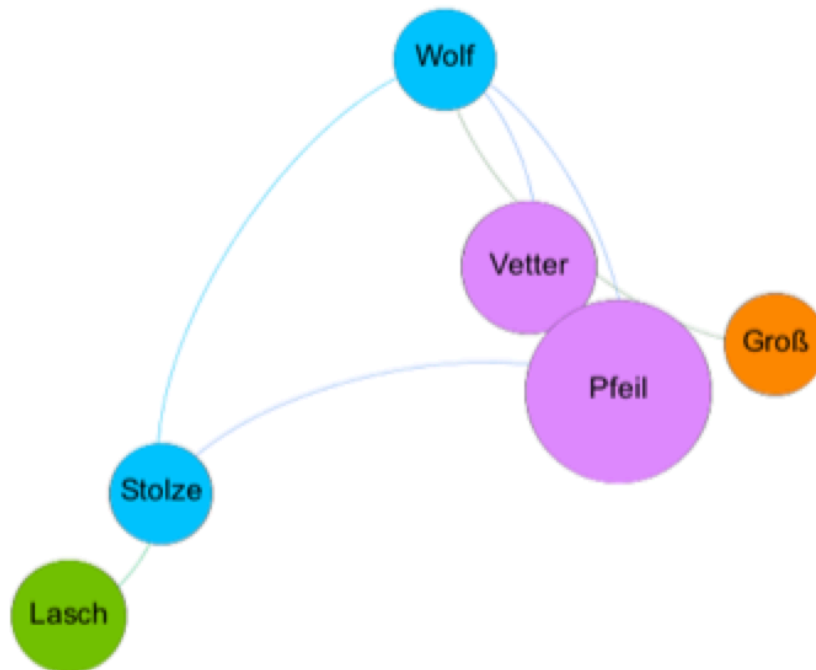 Wolf
Vetter
Groß
Pfeil
Stolze
Lasch